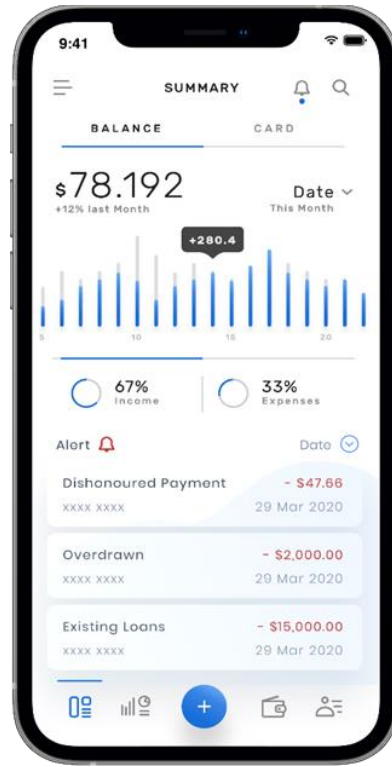 9:41
SUMMARY
BALANCE CARD
$78.192 Date
+12% last Month This Month
+280.4
5 10 15 20
67% 33%
Income Expenses
Alert Date
Dishonoured Payment - $47.66
xxxx xxxx 29 Mar 2020
Overdrawn - $2,000.00
xxxx xxxx 29 Mar 2020
Existing Loans - $15,000.00
xxxx xxxx 29 Mar 2020